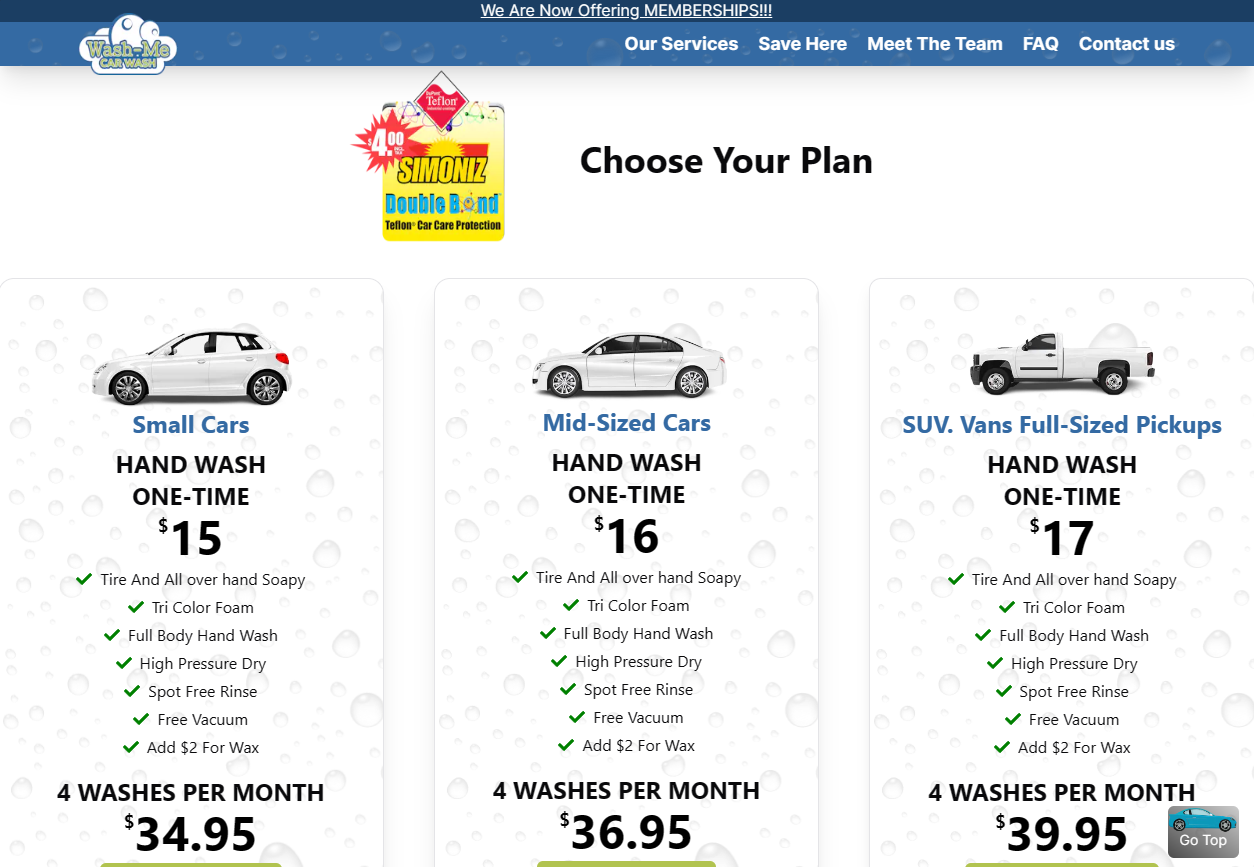 We Are Now Offering MEMBERSHIPS!!!
Wash-Me
CAR WASH
Our Services Save Here Meet The Team FAQ Contact us
DuPont
Teflon®
$4.00
INCL.
TAX
SIMONIZ
Double Bond
Teflon® Car Care Protection
Choose Your Plan
Small Cars
HAND WASH
ONE-TIME
$15
Tire And All over hand Soapy
Tri Color Foam
Full Body Hand Wash
High Pressure Dry
Spot Free Rinse
Free Vacuum
Add $2 For Wax
4 WASHES PER MONTH
$34.95
Mid-Sized Cars
HAND WASH
ONE-TIME
$16
Tire And All over hand Soapy
Tri Color Foam
Full Body Hand Wash
High Pressure Dry
Spot Free Rinse
Free Vacuum
Add $2 For Wax
4 WASHES PER MONTH
$36.95
SUV. Vans Full-Sized Pickups
HAND WASH
ONE-TIME
$17
Tire And All over hand Soapy
Tri Color Foam
Full Body Hand Wash
High Pressure Dry
Spot Free Rinse
Free Vacuum
Add $2 For Wax
4 WASHES PER MONTH
$39.95
Go Top